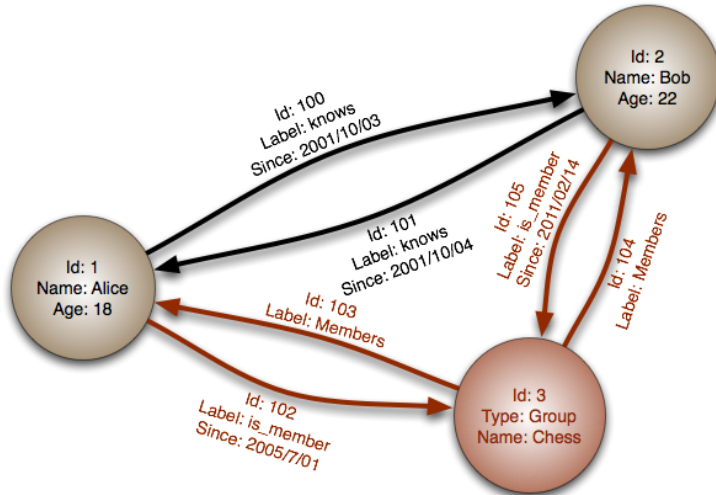 Id: 2
Name: Bob
Age: 22
Id: 100
Label: knows
Since: 2001/10/03
Id: 101
Label: knows
Since: 2001/10/04
Id: 105
Label: is_member
Since: 2011/02/14
Id: 104
Label: Members
Id: 1
Name: Alice
Age: 18
Id: 103
Label: Members
Id: 102
Label: is_member
Since: 2005/7/01
Id: 3
Type: Group
Name: Chess